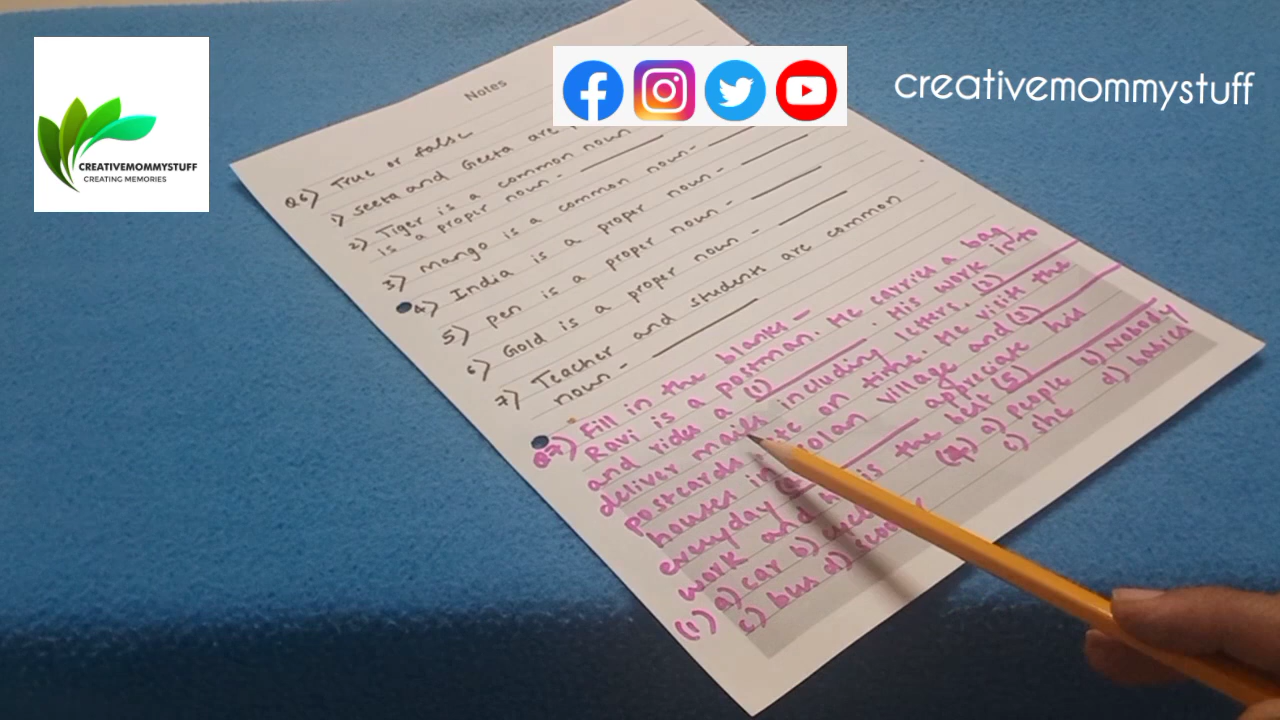 CREATIVEMOMMYSTUFF
CREATING MEMORIES
creativemommystuff
Notes
Q6) True or false
1) Seeta and Geeta are
2) Tiger is a common noun
is a proper noun -
3) Mango is a common noun-
4) India is a proper noun-
5) pen is a proper noun -
6) Gold is a proper noun -
7) Teacher and students are common
noun -
Q7) Fill in the blanks -
Ravi is a postman. He carries a bag
and rides a (1) . His work is to
deliver mails including letters, (2)
postcards on time. He visits the
houses in village and (3)
everyday appreciate his
work and is the best (5)
(1) a) car b) (4) a) people b) Nobody
c) bus d) c) she d) babies